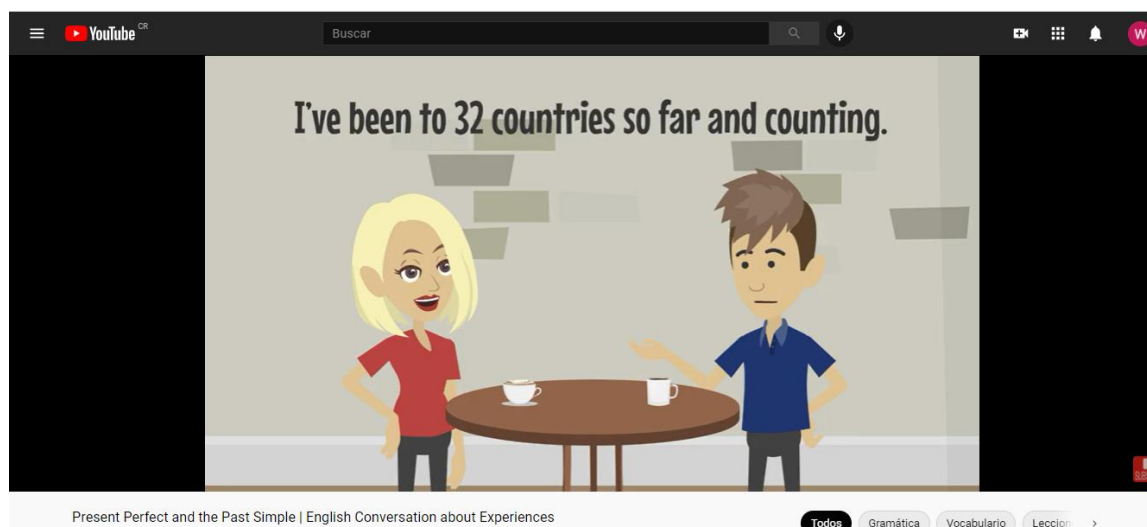 YouTube CR
Buscar
W
I've been to 32 countries so far and counting.
Present Perfect and the Past Simple | English Conversation about Experiences
Todos Gramática Vocabulario Leccion